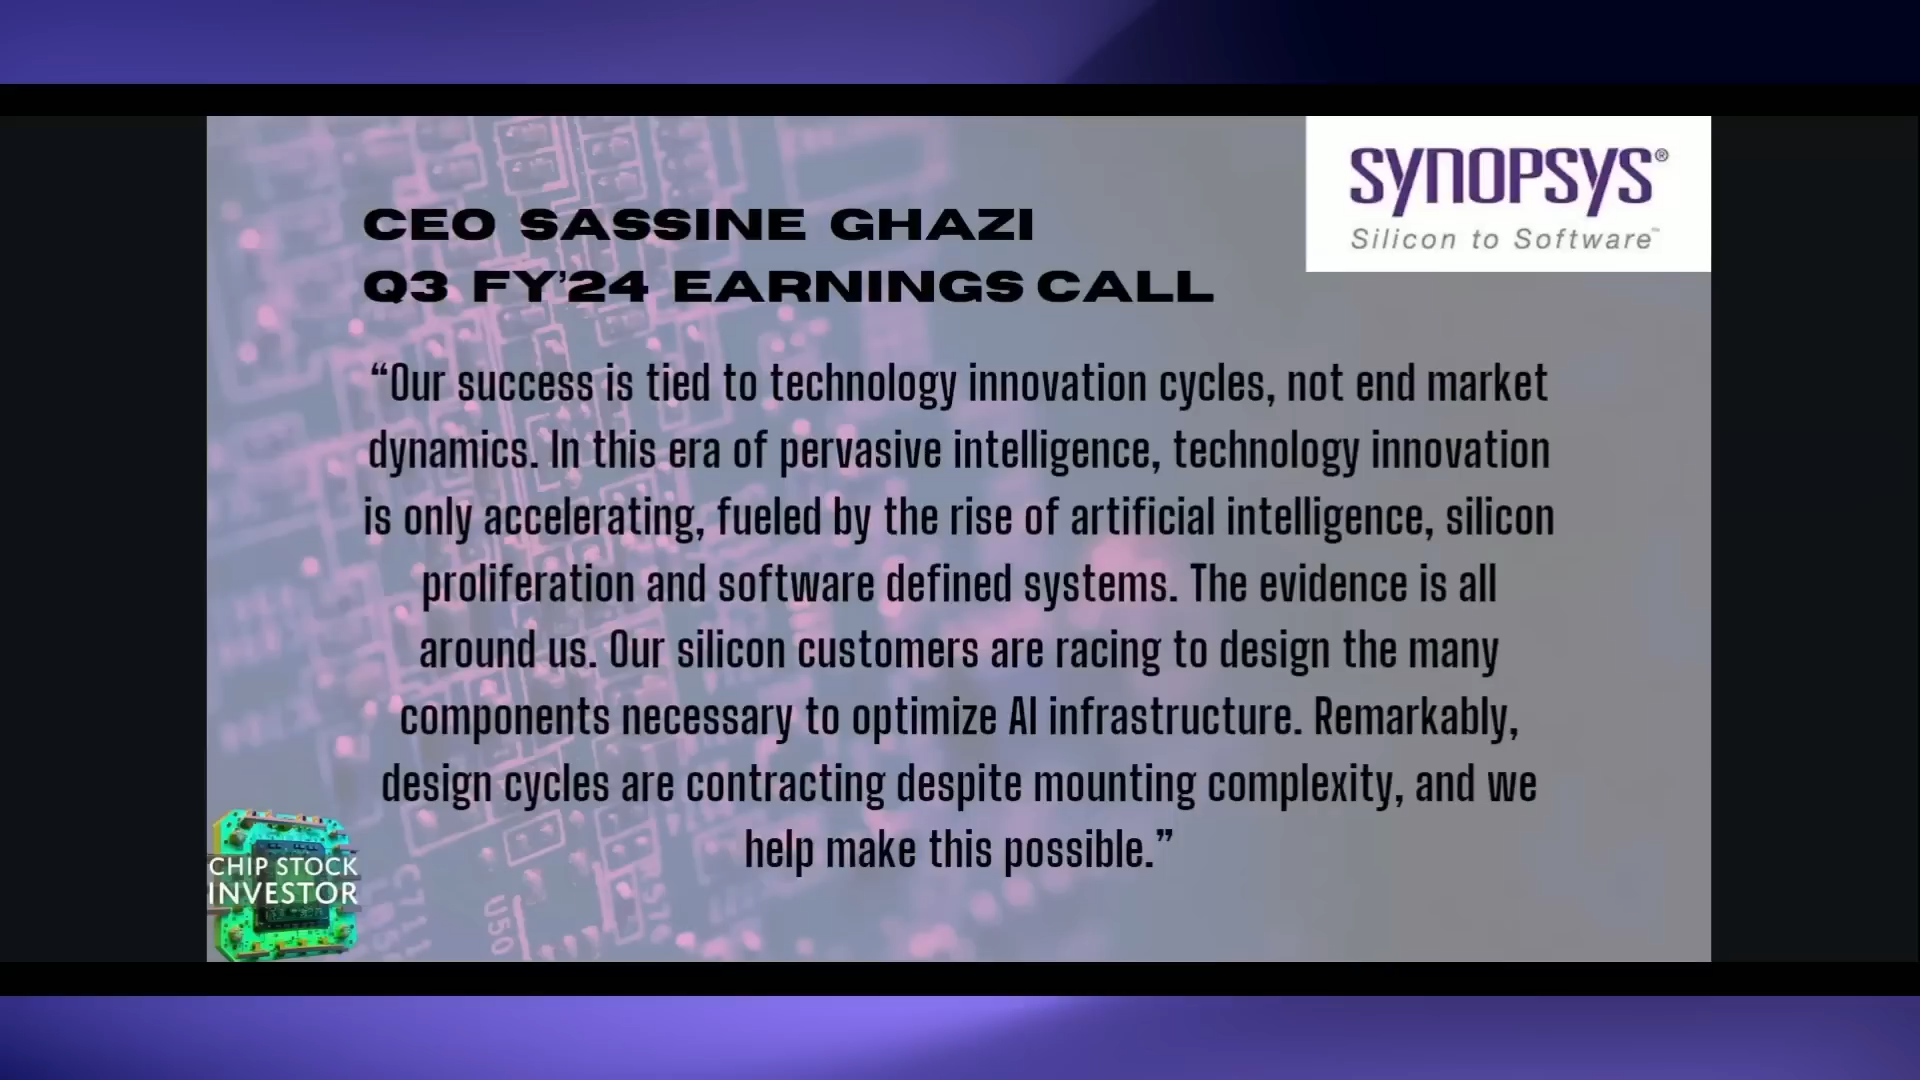 SYNOPSYS®
Silicon to Software™
CEO SASSINE GHAZI
Q3 FY'24 EARNINGS CALL
“Our success is tied to technology innovation cycles, not end market
dynamics. In this era of pervasive intelligence, technology innovation
is only accelerating, fueled by the rise of artificial intelligence, silicon
proliferation and software defined systems. The evidence is all
around us. Our silicon customers are racing to design the many
components necessary to optimize AI infrastructure. Remarkably,
design cycles are contracting despite mounting complexity, and we
help make this possible.”
CHIP STOCK
INVESTOR
U50
C711